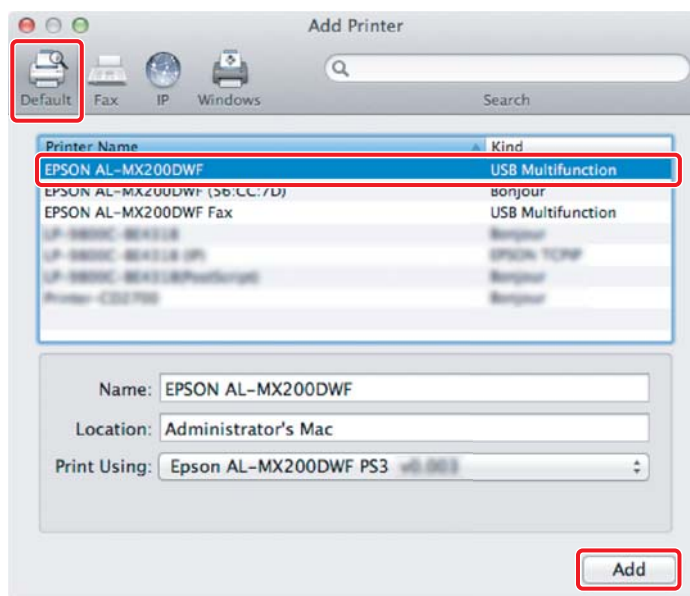 Add Printer
Default Fax IP Windows Search
Printer Name Kind
EPSON AL-MX200DWF USB Multifunction
EPSON AL-MX200DWF (56:CC:7D) Bonjour
EPSON AL-MX200DWF Fax USB Multifunction
Name: EPSON AL-MX200DWF
Location: Administrator's Mac
Print Using: Epson AL-MX200DWF PS3
Add